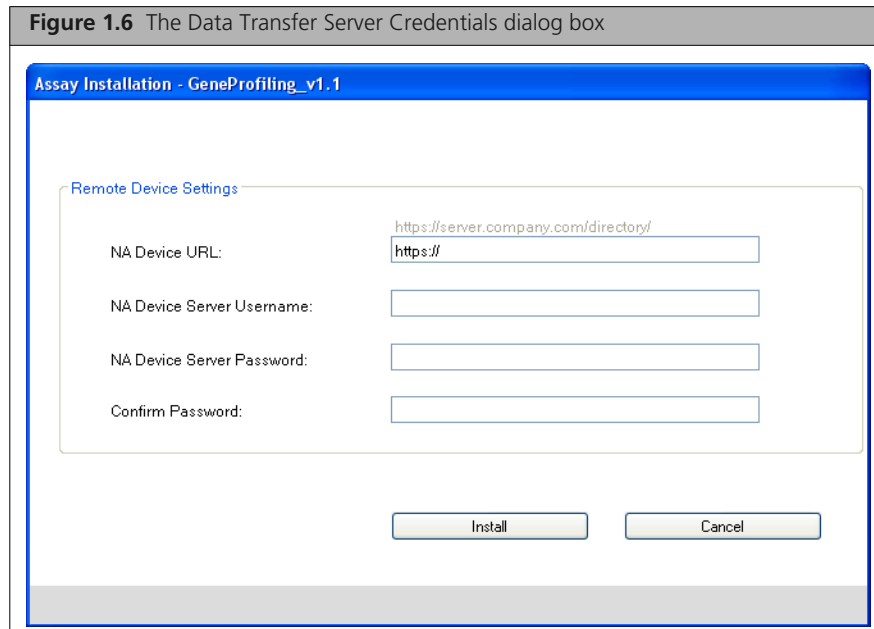 Figure 1.6 The Data Transfer Server Credentials dialog box
Assay Installation - GeneProfiling_v1.1
Remote Device Settings
https://server.company.com/directory/
NA Device URL: https://
NA Device Server Username:
NA Device Server Password:
Confirm Password:
Install Cancel